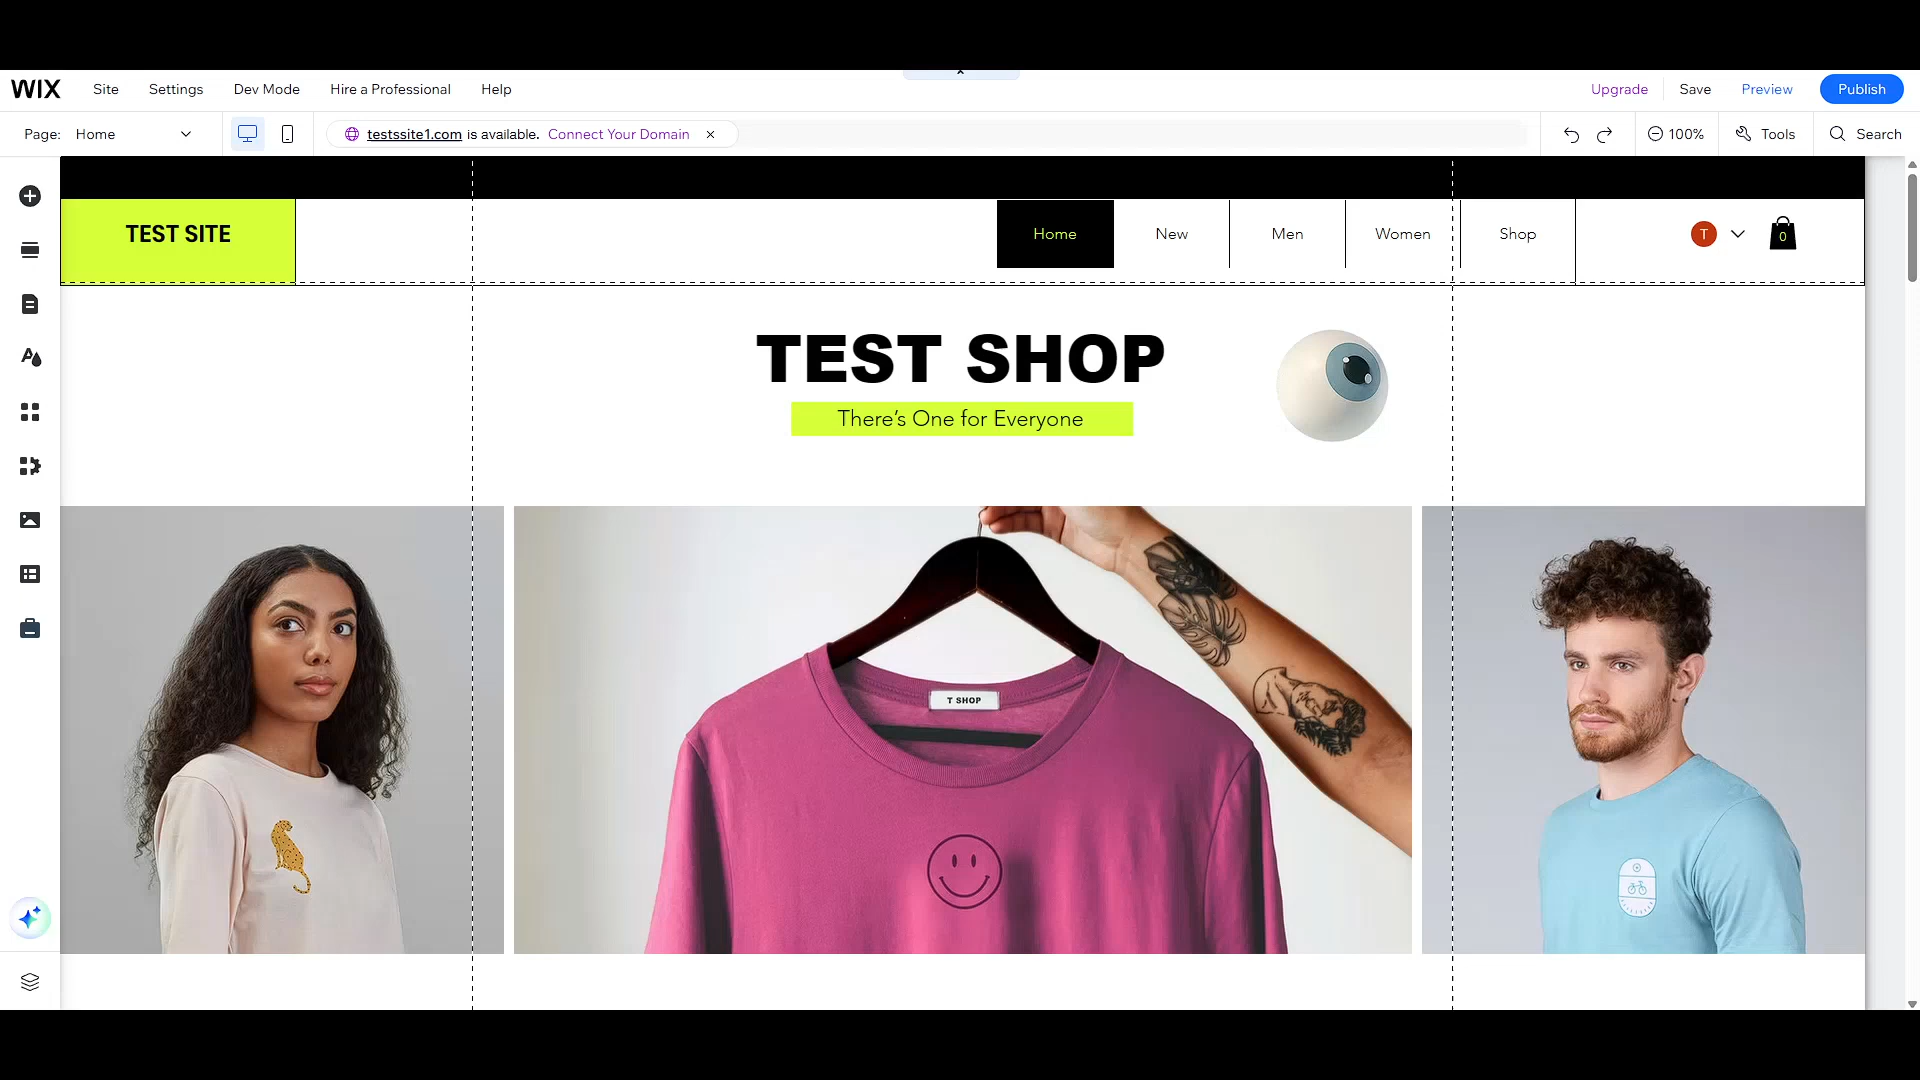 WIX Site Settings Dev Mode Hire a Professional Help Upgrade Save Preview Publish
Page: Home testssite1.com is available. Connect Your Domain 100% Tools Search
TEST SITE Home New Men Women Shop T 0
TEST SHOP
There's One for Everyone
T SHOP